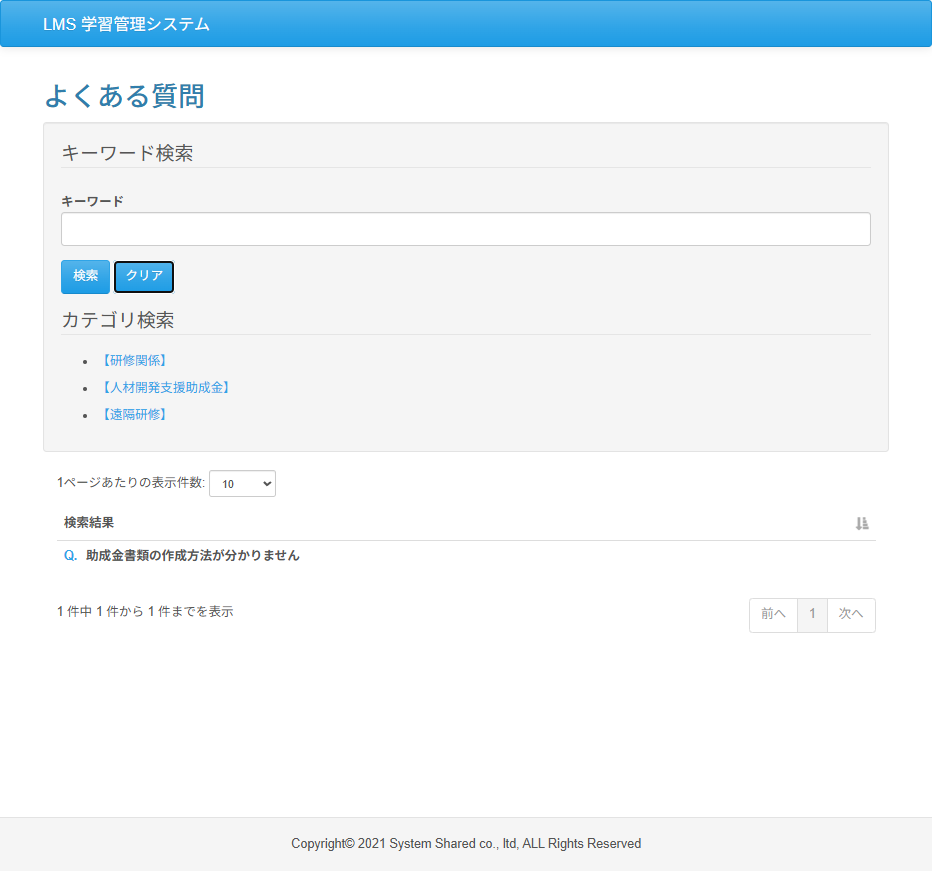 LMS 学習管理システム
よくある質問
キーワード検索
キーワード
検索 クリア
カテゴリ検索
【研修関係】
【人材開発支援助成金】
【遠隔研修】
1ページあたりの表示件数: 10
検索結果
Q. 助成金書類の作成方法が分かりません
1 件中 1 件から 1 件までを表示
前へ 1 次へ
Copyright© 2021 System Shared co., ltd, ALL Rights Reserved